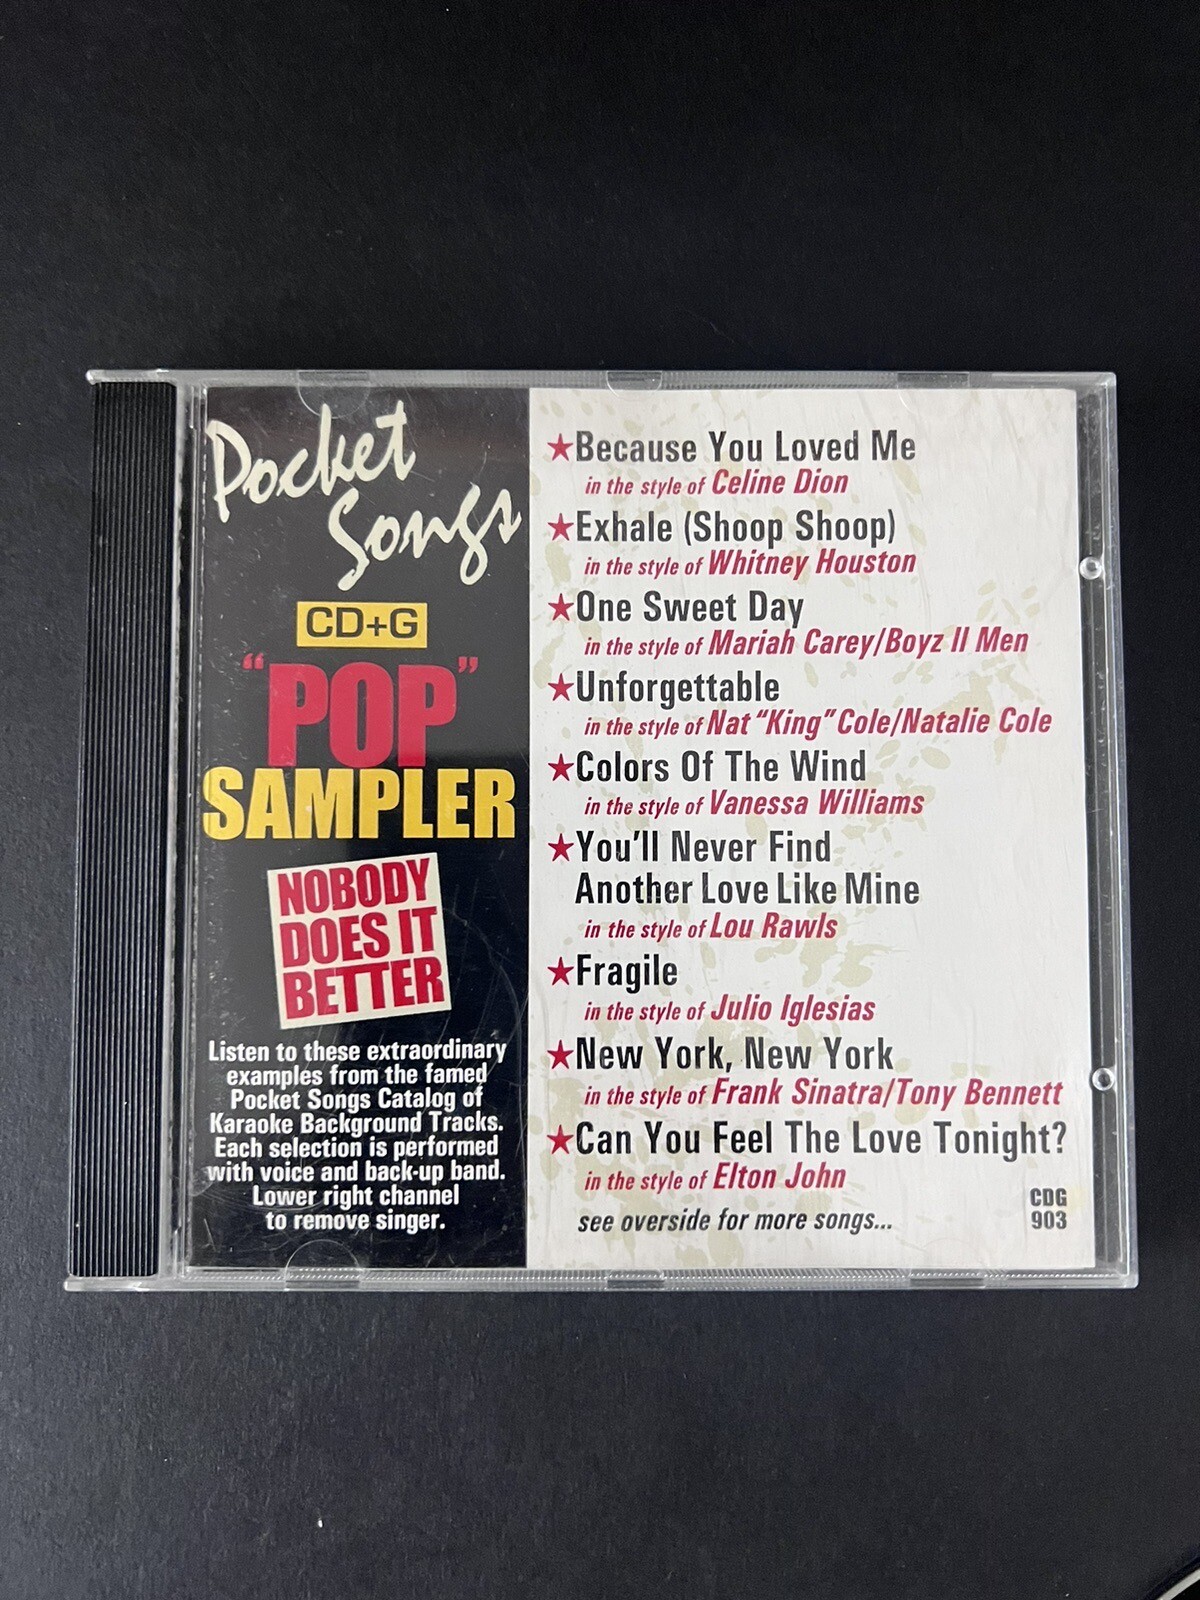 Pocket
Songs
CD+G
"POP"
SAMPLER
NOBODY
DOES IT
BETTER
Listen to these extraordinary
examples from the famed
Pocket Songs Catalog of
Karaoke Background Tracks.
Each selection is performed
with voice and back-up band.
Lower right channel
to remove singer.
★Because You Loved Me
in the style of Celine Dion
★Exhale (Shoop Shoop)
in the style of Whitney Houston
★One Sweet Day
in the style of Mariah Carey/Boyz II Men
★Unforgettable
in the style of Nat "King" Cole/Natalie Cole
★Colors Of The Wind
in the style of Vanessa Williams
★You'll Never Find
Another Love Like Mine
in the style of Lou Rawls
★Fragile
in the style of Julio Iglesias
★New York, New York
in the style of Frank Sinatra/Tony Bennett
★Can You Feel The Love Tonight?
in the style of Elton John
see overside for more songs...
CDG
903